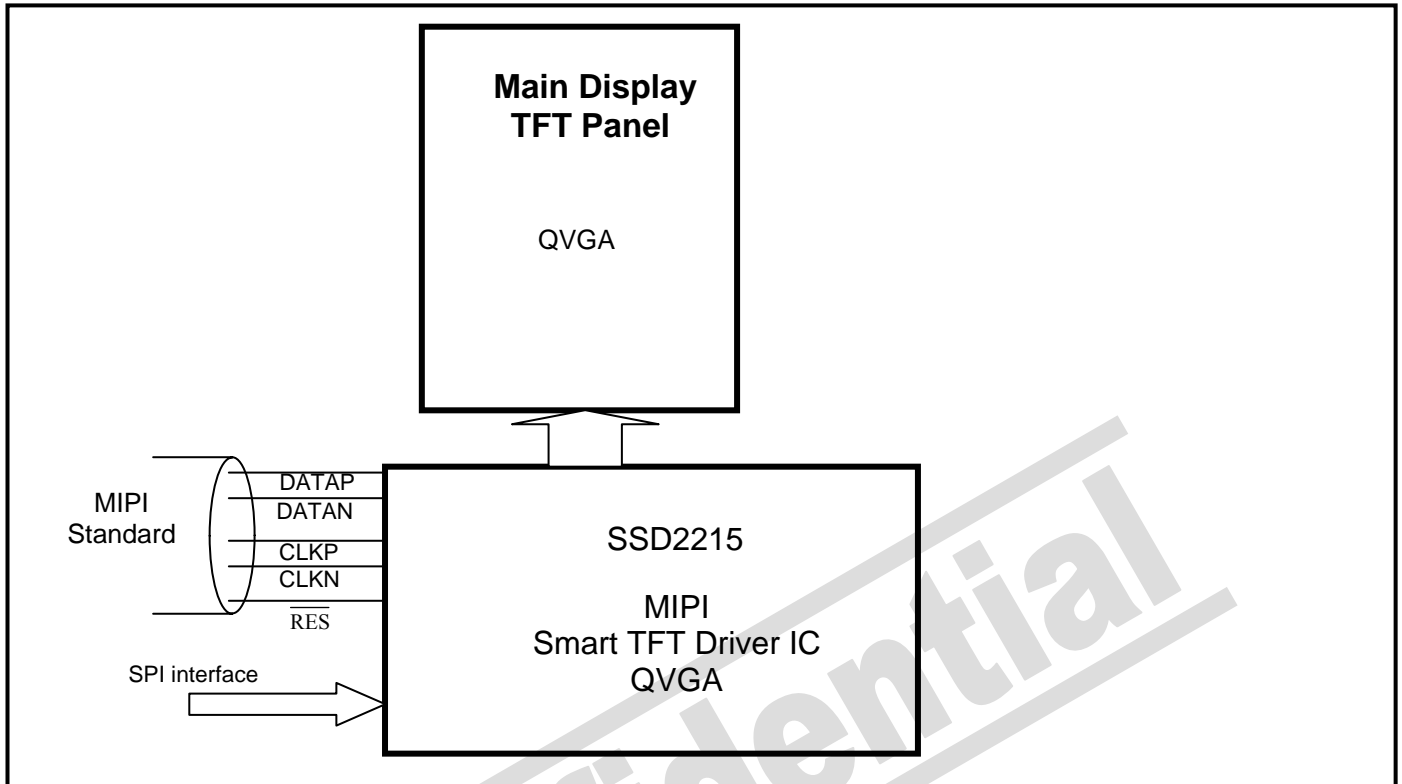 Main Display
TFT Panel
QVGA
MIPI
Standard
DATAP
DATAN
CLKP
CLKN
RES
SPI interface
SSD2215
MIPI
Smart TFT Driver IC
QVGA
fidential